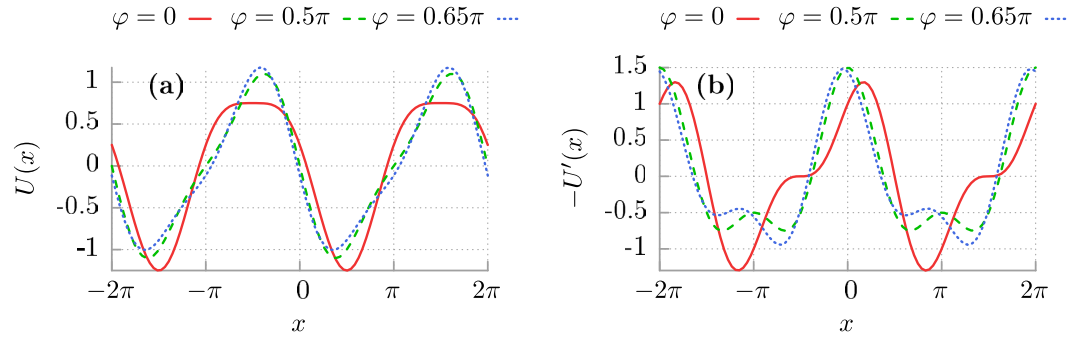 φ = 0 φ = 0.5π φ = 0.65π
(a)
U(x)
1
0.5
0
-0.5
-1
−2π −π 0 π 2π
x
φ = 0 φ = 0.5π φ = 0.65π
(b)
−U′(x)
1.5
1
0.5
0
-0.5
-1
−2π −π 0 π 2π
x